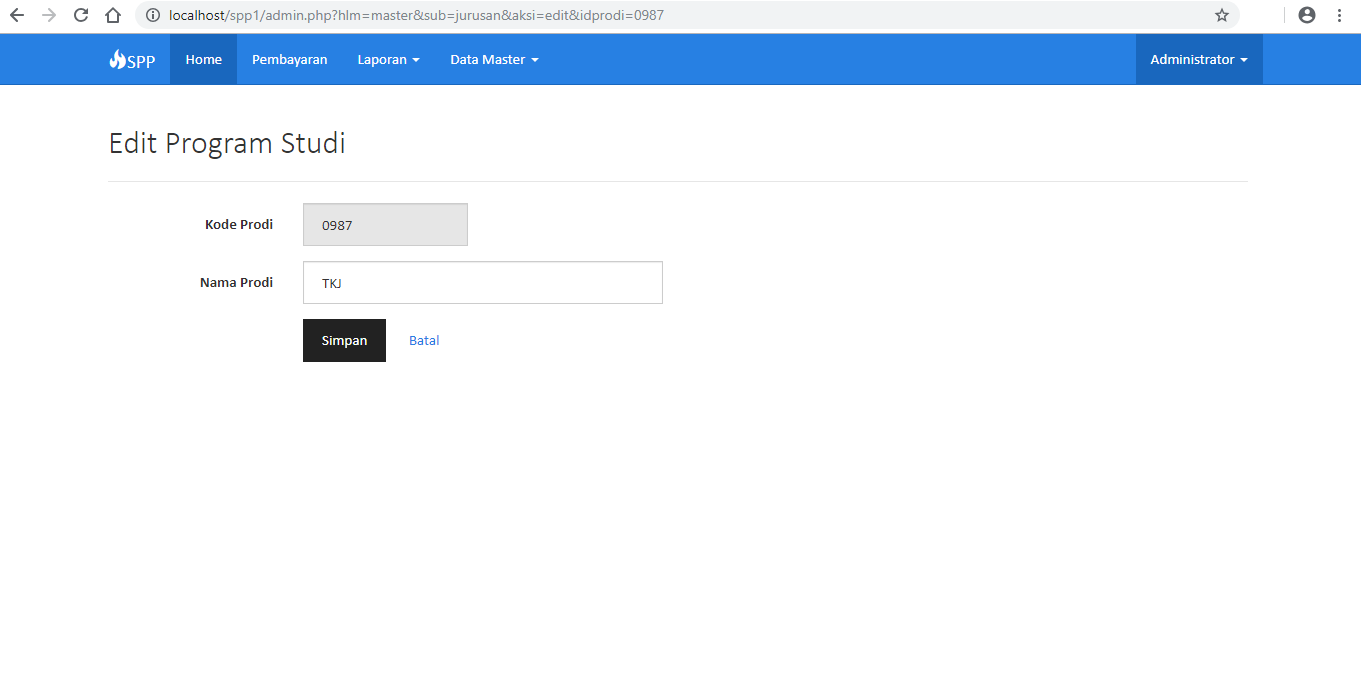 localhost/spp1/admin.php?hlm=master&sub=jurusan&aksi=edit&idprodi=0987
SPP Home Pembayaran Laporan Data Master Administrator
Edit Program Studi
Kode Prodi 0987
Nama Prodi TKJ
Simpan Batal